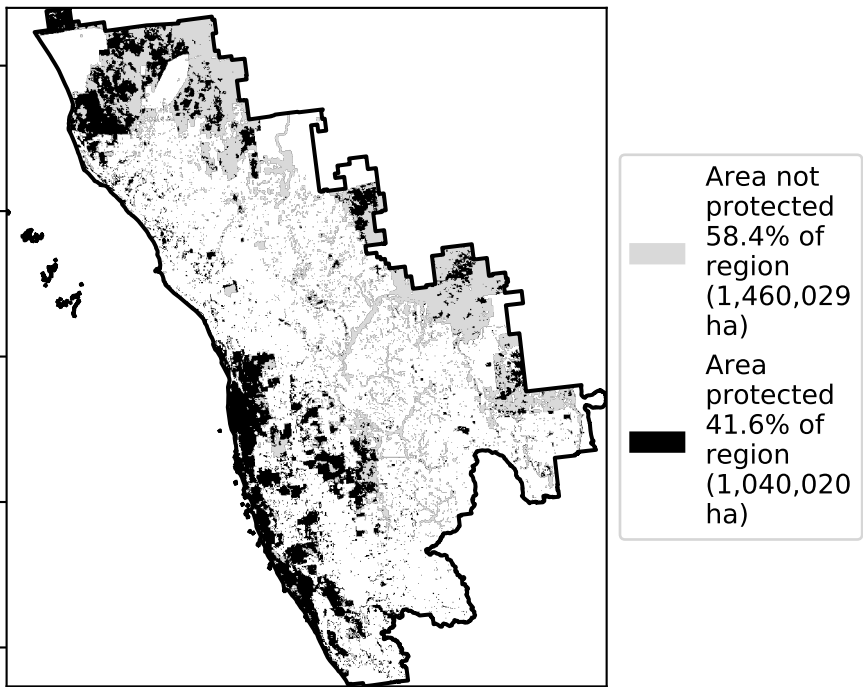 Area not
protected
58.4% of
region
(1,460,029
ha)
Area
protected
41.6% of
region
(1,040,020
ha)